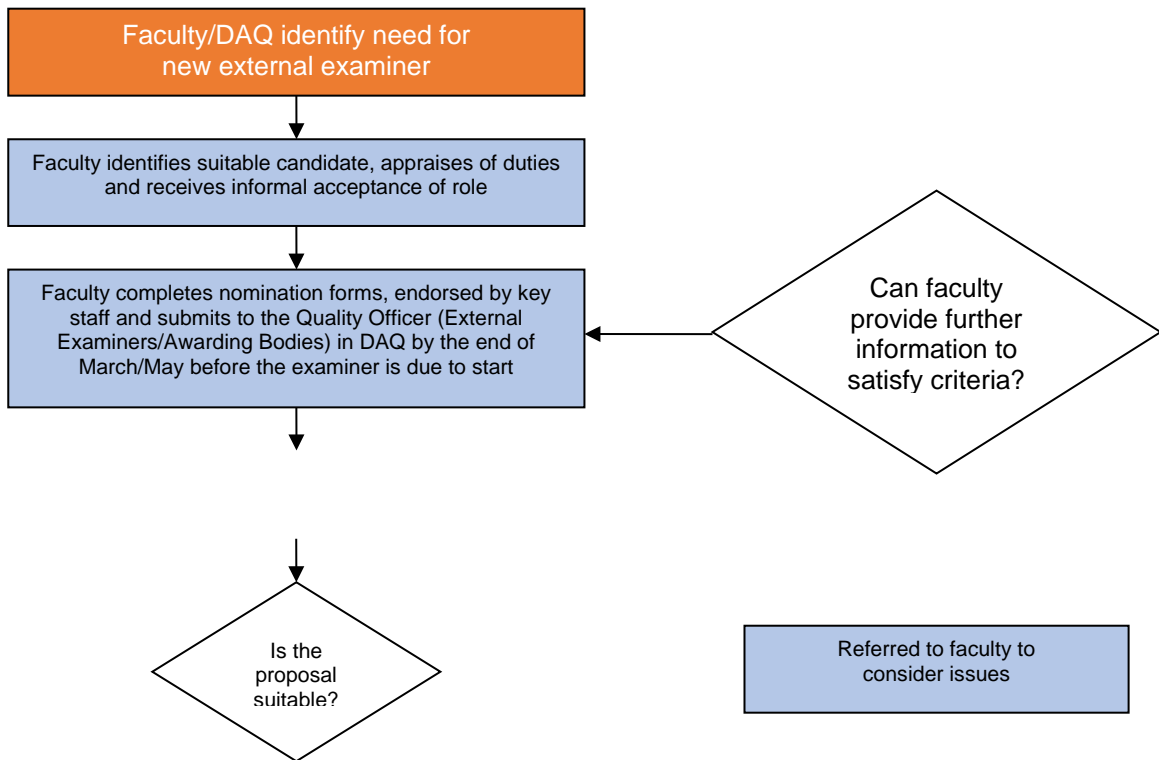 Faculty/DAQ identify need for
new external examiner
Faculty identifies suitable candidate, appraises of duties
and receives informal acceptance of role
Faculty completes nomination forms, endorsed by key
staff and submits to the Quality Officer (External
Examiners/Awarding Bodies) in DAQ by the end of
March/May before the examiner is due to start
Can faculty
provide further
information to
satisfy criteria?
Is the
proposal
suitable?
Referred to faculty to
consider issues